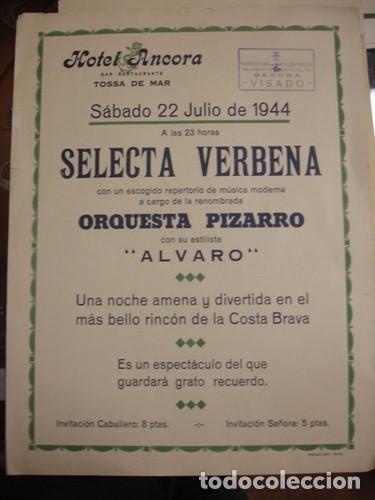 Hotel Ancora
BAR-RESTAURANTE
TOSSA DE MAR
GERONA
VISADO
Sábado 22 Julio de 1944
A las 23 horas
SELECTA VERBENA
con un escogido repertorio de música moderna
a cargo de la renombrada
ORQUESTA PIZARRO
con su estilista
"ALVARO"
Una noche amena y divertida en el
más bello rincón de la Costa Brava
Es un espectáculo del que
guardará grato recuerdo.
Invitación Caballero: 8 ptas. -:- Invitación Señora: 5 ptas.
todocoleccion
todocoleccion.net